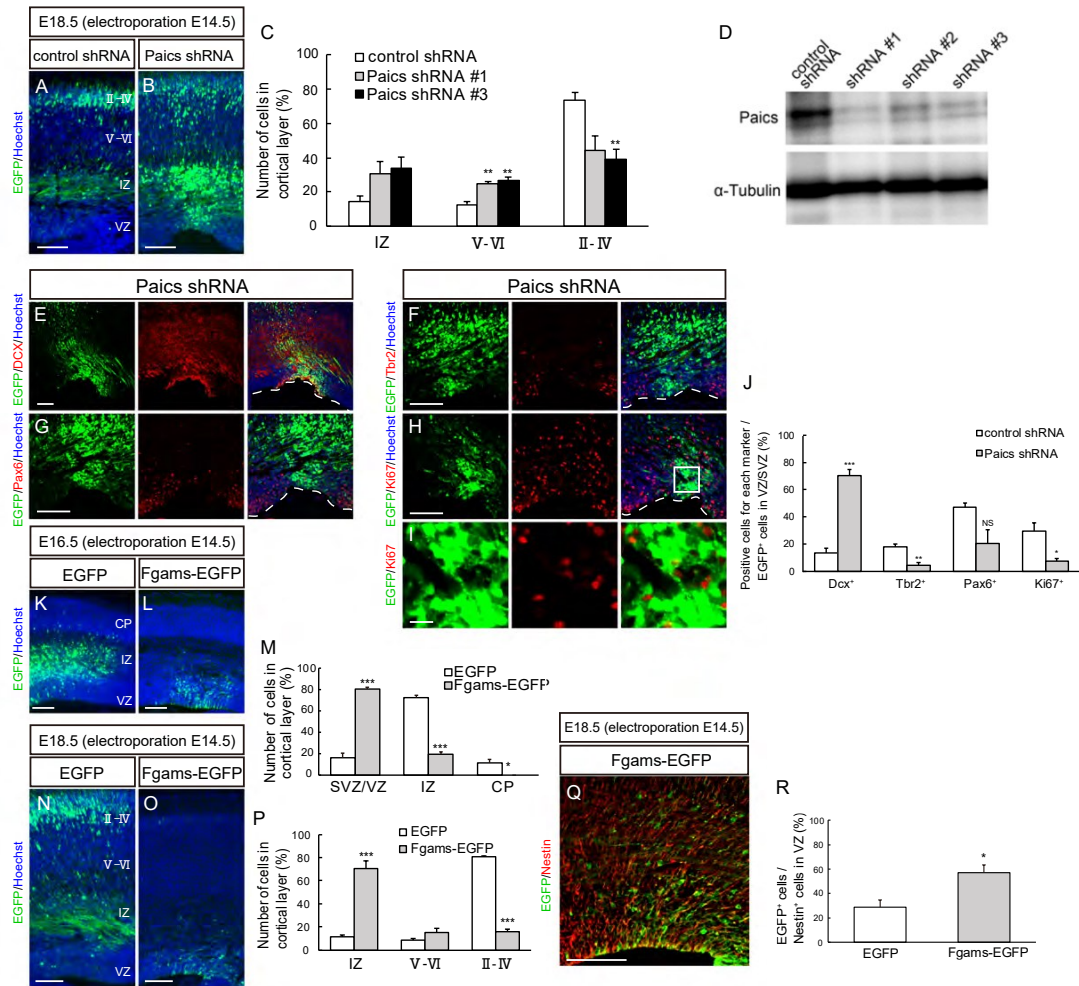 E18.5 (electroporation E14.5)
control shRNA
Paics shRNA
EGFP/Hoechst
A
B
II-IV
V-VI
IZ
VZ
C
Number of cells in
cortical layer (%)
80
60
40
20
0
control shRNA
Paics shRNA #1
Paics shRNA #3
** **
**
IZ
V-VI
II-IV
D
control
shRNA
shRNA #1
shRNA #2
shRNA #3
Paics
α-Tubulin
Paics shRNA
E
EGFP/DCX/Hoechst
G
EGFP/Pax6/Hoechst
Paics shRNA
F
EGFP/Tbr2/Hoechst
H
EGFP/Ki67/Hoechst
I
EGFP/Ki67
J
Positive cells for each marker /
EGFP+ cells in VZ/SVZ (%)
100
80
60
40
20
0
control shRNA
Paics shRNA
***
**
NS
*
Dcx+
Tbr2+
Pax6+
Ki67+
E16.5 (electroporation E14.5)
EGFP
Fgams-EGFP
EGFP/Hoechst
K
L
CP
IZ
VZ
M
Number of cells in
cortical layer (%)
100
80
60
40
20
0
EGFP
Fgams-EGFP
***
***
*
SVZ/VZ
IZ
CP
E18.5 (electroporation E14.5)
EGFP
Fgams-EGFP
EGFP/Hoechst
N
O
II-IV
V-VI
IZ
VZ
P
Number of cells in
cortical layer (%)
100
80
60
40
20
0
EGFP
Fgams-EGFP
***
***
IZ
V-VI
II-IV
E18.5 (electroporation E14.5)
Fgams-EGFP
Q
EGFP/Nestin
R
EGFP+ cells /
Nestin+ cells in VZ (%)
100
80
60
40
20
0
*
EGFP
Fgams-EGFP